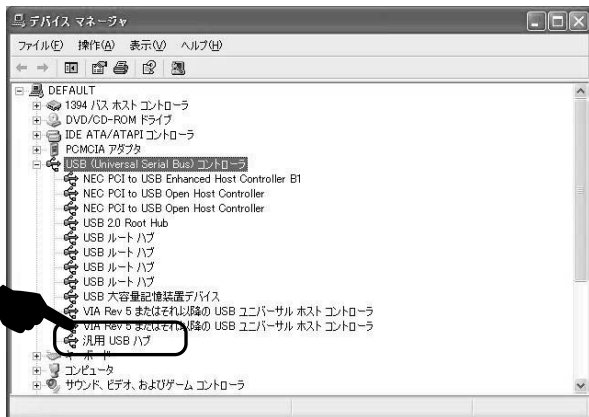 デバイス マネージャ
ファイル(F) 操作(A) 表示(V) ヘルプ(H)
DEFAULT
1394 バス ホスト コントローラ
DVD/CD-ROM ドライブ
IDE ATA/ATAPI コントローラ
PCMCIA アダプタ
USB (Universal Serial Bus) コントローラ
NEC PCI to USB Enhanced Host Controller B1
NEC PCI to USB Open Host Controller
NEC PCI to USB Open Host Controller
USB 2.0 Root Hub
USB ルート ハブ
USB ルート ハブ
USB ルート ハブ
USB ルート ハブ
USB 大容量記憶装置デバイス
VIA Rev 5 またはそれ以降の USB ユニバーサル ホスト コントローラ
VIA Rev 5 またはそれ以降の USB ユニバーサル ホスト コントローラ
汎用 USB ハブ
キーボード
コンピュータ
サウンド、ビデオ、およびゲーム コントローラ